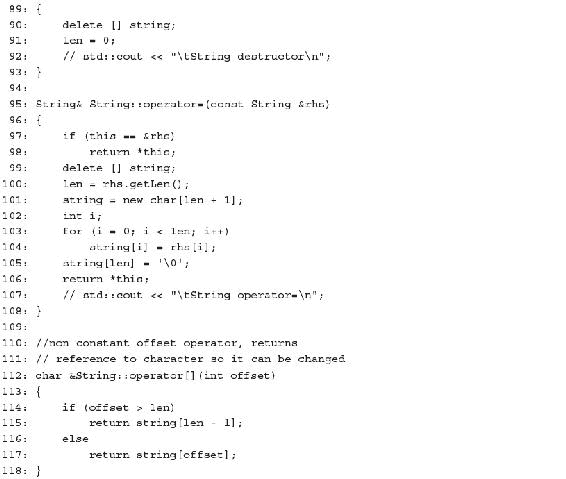 89: {
90:     delete [] string;
91:     len = 0;
92:     // std::cout << "\tString destructor\n";
93: }
94:
95: String& String::operator=(const String &rhs)
96: {
97:     if (this == &rhs)
98:         return *this;
99:     delete [] string;
100:     len = rhs.getLen();
101:     string = new char[len + 1];
102:     int i;
103:     for (i = 0; i < len; i++)
104:         string[i] = rhs[i];
105:     string[len] = '\0';
106:     return *this;
107:     // std::cout << "\tString operator=\n";
108: }
109:
110: //non constant offset operator, returns
111: // reference to character so it can be changed
112: char &String::operator[](int offset)
113: {
114:     if (offset > len)
115:         return string[len - 1];
116:     else
117:         return string[offset];
118: }